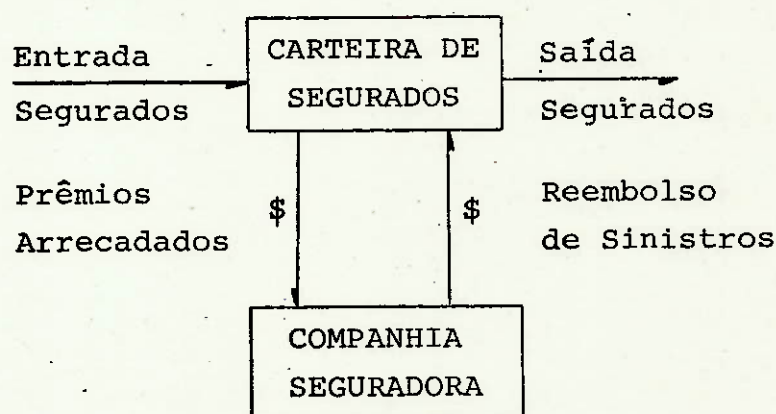 Entrada
Segurados
CARTEIRA DE
SEGURADOS
Saída
Segurados
Prêmios
Arrecadados
$
$
Reembolso
de Sinistros
COMPANHIA
SEGURADORA